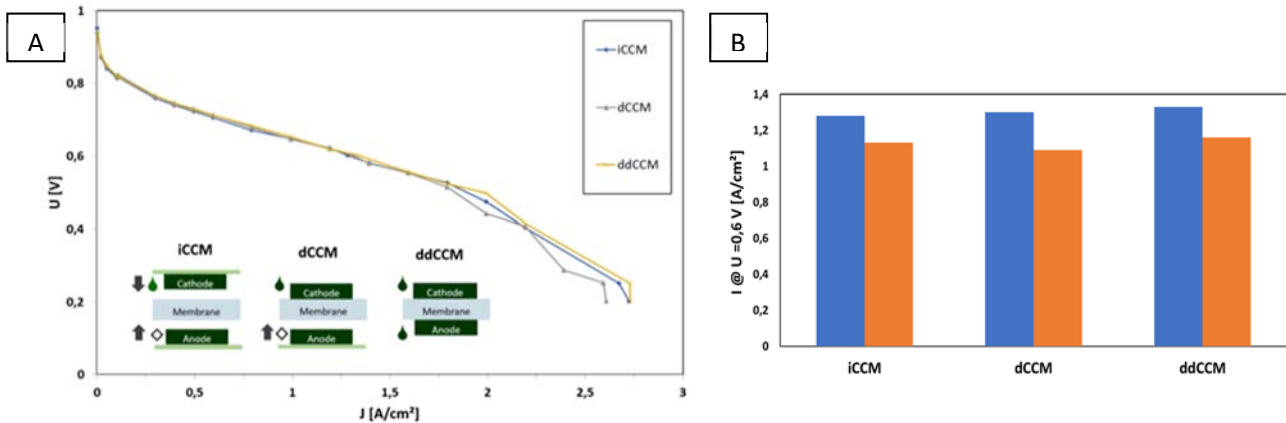 A
U [V]
1
0,8
0,6
0,4
0,2
0
iCCM
dCCM
ddCCM
iCCM
dCCM
ddCCM
Cathode
Cathode
Cathode
Membrane
Membrane
Membrane
Anode
Anode
Anode
0
0,5
1
1,5
2
2,5
3
J [A/cm²]
B
I @ U =0,6 V [A/cm²]
1,4
1,2
1
0,8
0,6
0,4
0,2
0
iCCM
dCCM
ddCCM